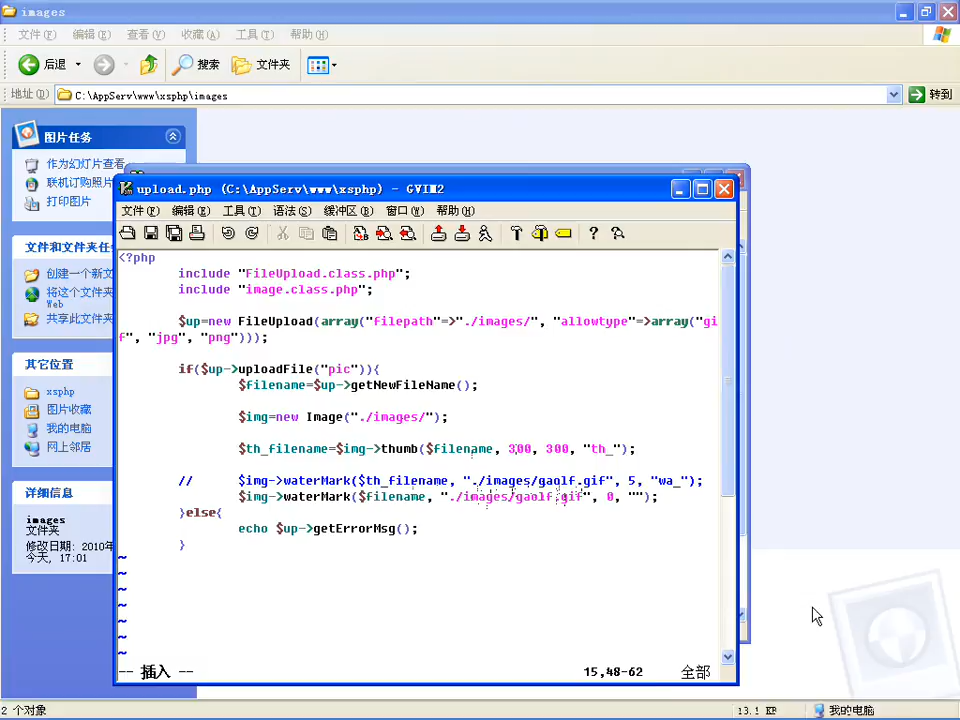 images
文件(F) 编辑(E) 查看(V) 收藏(A) 工具(T) 帮助(H)
后退 搜索 文件夹
地址(D) C:\AppServ\www\xsphp\images 转到
图片任务
作为幻灯片查看
联机订购照片
打印图片
文件和文件夹任
创建一个新文
将这个文件夹
Web
共享此文件夹
其它位置
xsphp
图片收藏
我的电脑
网上邻居
详细信息
images
文件夹
修改日期: 2010年
今天, 17:01
upload.php (C:\AppServ\www\xsphp) - GVIM2
文件(F) 编辑(E) 工具(T) 语法(S) 缓冲区(B) 窗口(W) 帮助(H)
<?php
include "FileUpload.class.php";
include "image.class.php";
$up=new FileUpload(array("filepath"=>"./images/", "allowtype"=>array("gi
f", "jpg", "png")));
if($up->uploadFile("pic")){
$filename=$up->getNewFileName();
$img=new Image("./images/");
$th_filename=$img->thumb($filename, 300, 300, "th_");
// $img->waterMark($th_filename, "./images/gaolf.gif", 5, "wa_");
$img->waterMark($filename, "./images/gaolf.gif", 0, "");
}else{
echo $up->getErrorMsg();
}
~
~
~
~
~
~
~
-- 插入 -- 15,48-62 全部
2 个对象 13.1 KB 我的电脑